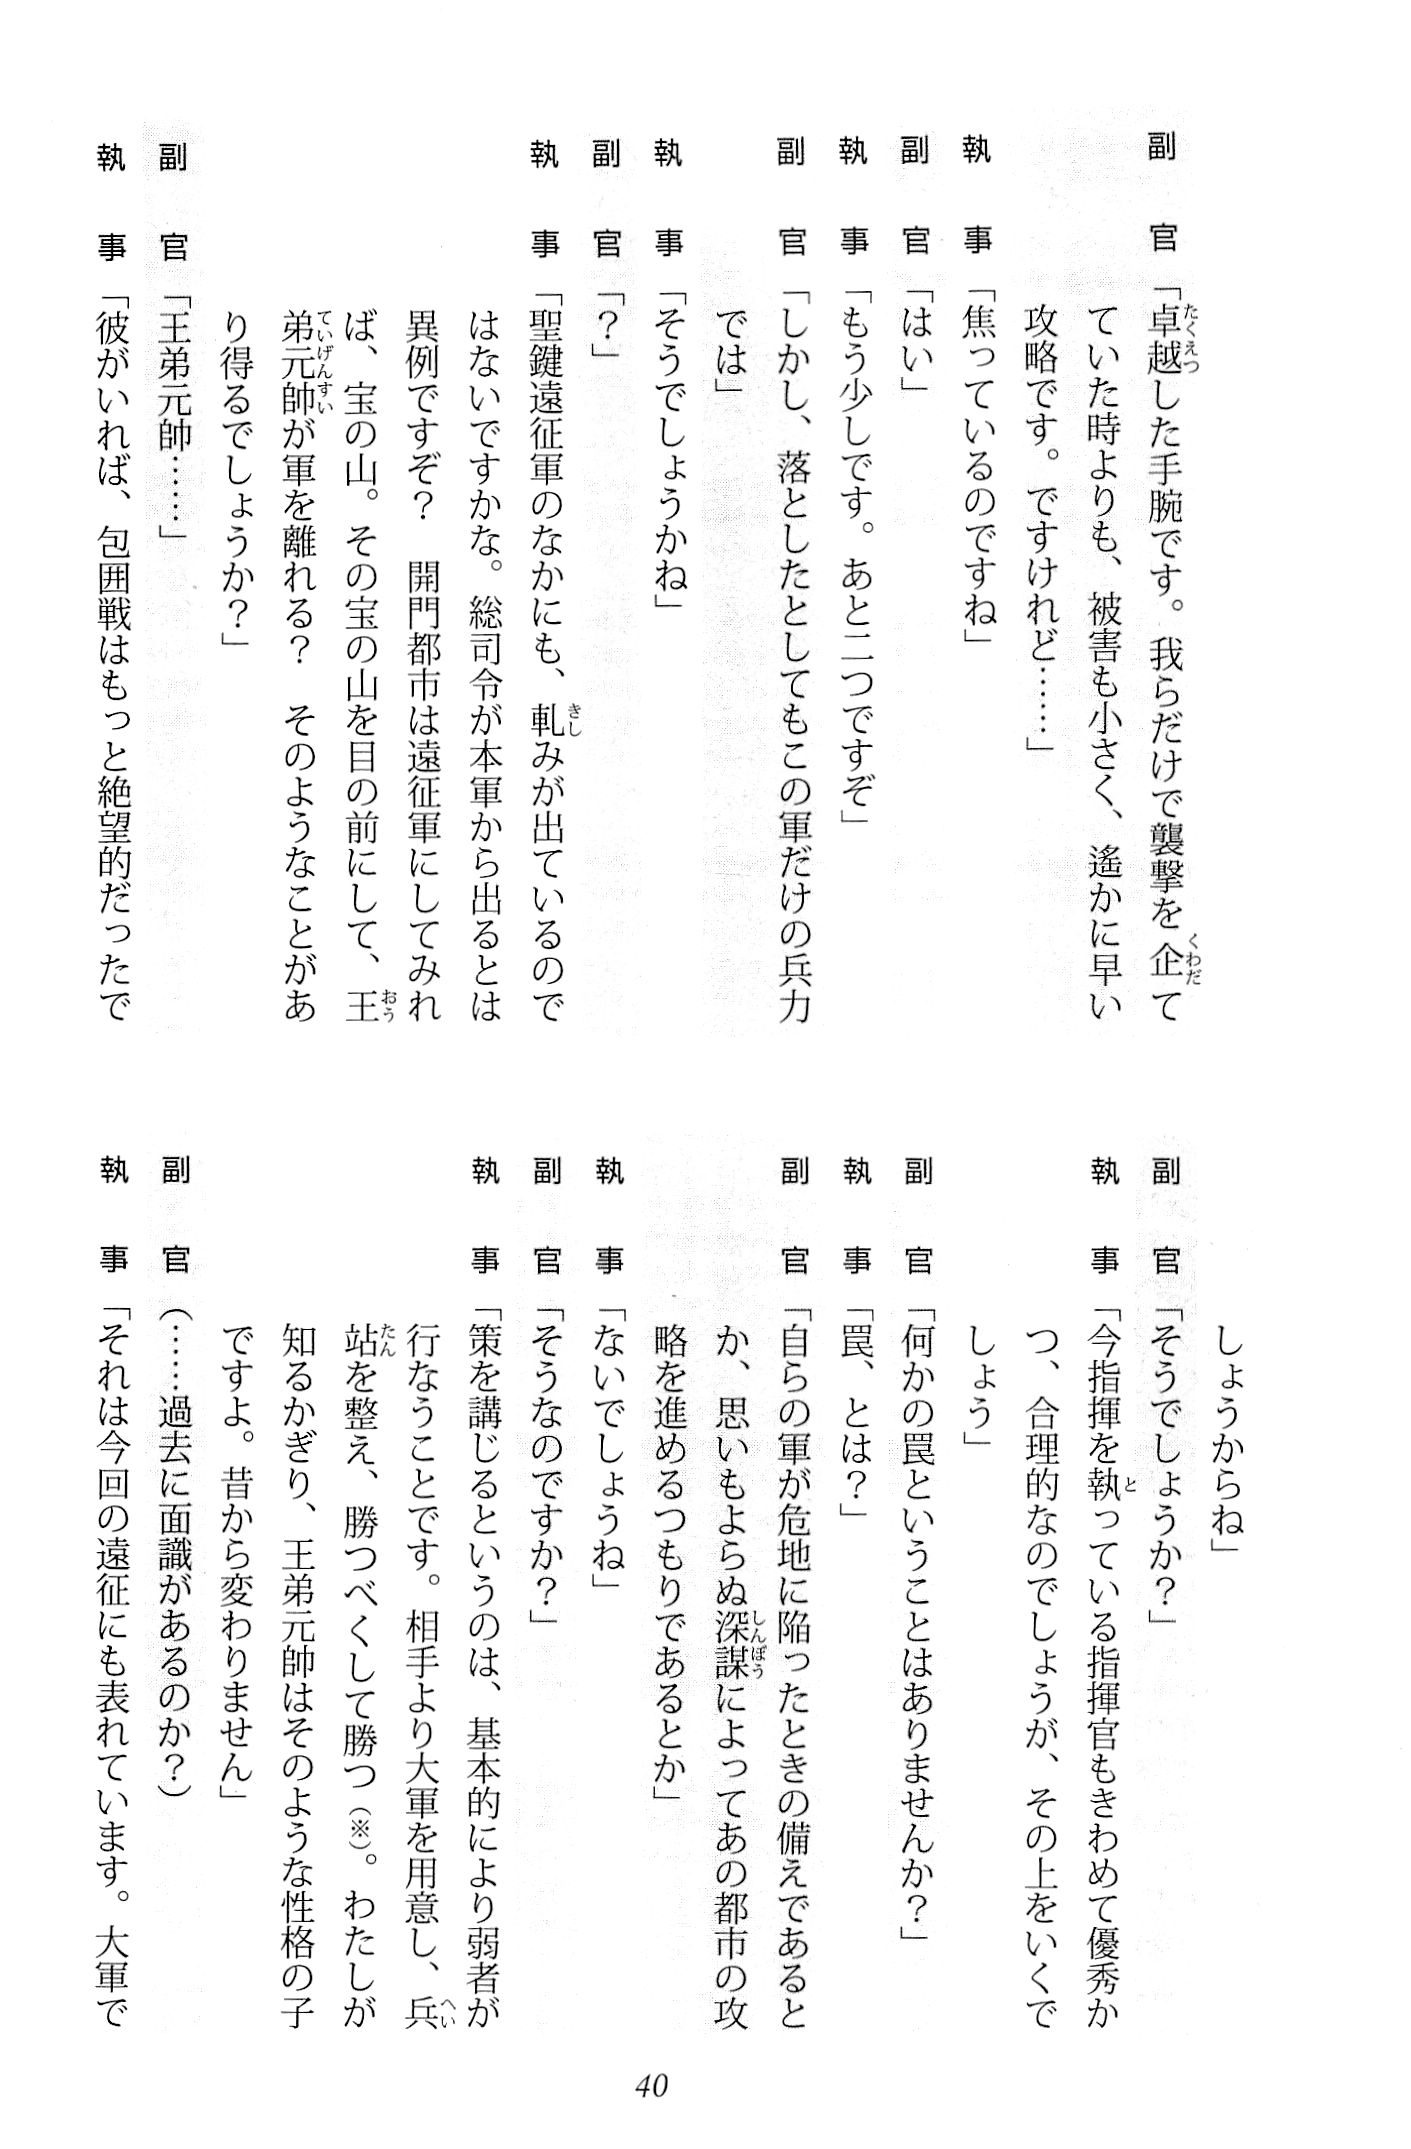 副官「卓越した手腕です。我らだけで襲撃を企て
ていた時よりも、被害も小さく、遙かに早い
攻略です。ですけれど……」
執事「焦っているのですね」
副官「はい」
執事「もう少しです。あと二つですぞ」
副官「しかし、落としたとしてもこの軍だけの兵力
では」
執事「そうでしょうかね」
副官「？」
執事「聖鍵遠征軍のなかにも、軋みが出ているので
はないですかな。総司令が本軍から出るとは
異例ですぞ？　開門都市は遠征軍にしてみれ
ば、宝の山。その宝の山を目の前にして、王
弟元帥が軍を離れる？　そのようなことがあ
り得るでしょうか？」
副官「王弟元帥……」
執事「彼がいれば、包囲戦はもっと絶望的だったで
しょうからね」
副官「そうでしょうか？」
執事「今指揮を執っている指揮官もきわめて優秀か
つ、合理的なのでしょうが、その上をいくで
しょう」
副官「何かの罠ということはありませんか？」
執事「罠、とは？」
副官「自らの軍が危地に陥ったときの備えであると
か、思いもよらぬ深謀によってあの都市の攻
略を進めるつもりであるとか」
執事「ないでしょうね」
副官「そうなのですか？」
執事「策を講じるというのは、基本的により弱者が
行なうことです。相手より大軍を用意し、兵
站を整え、勝つべくして勝つ（※）。わたしが
知るかぎり、王弟元帥はそのような性格の子
ですよ。昔から変わりません」
副官（……過去に面識があるのか？）
執事「それは今回の遠征にも表れています。大軍で
40